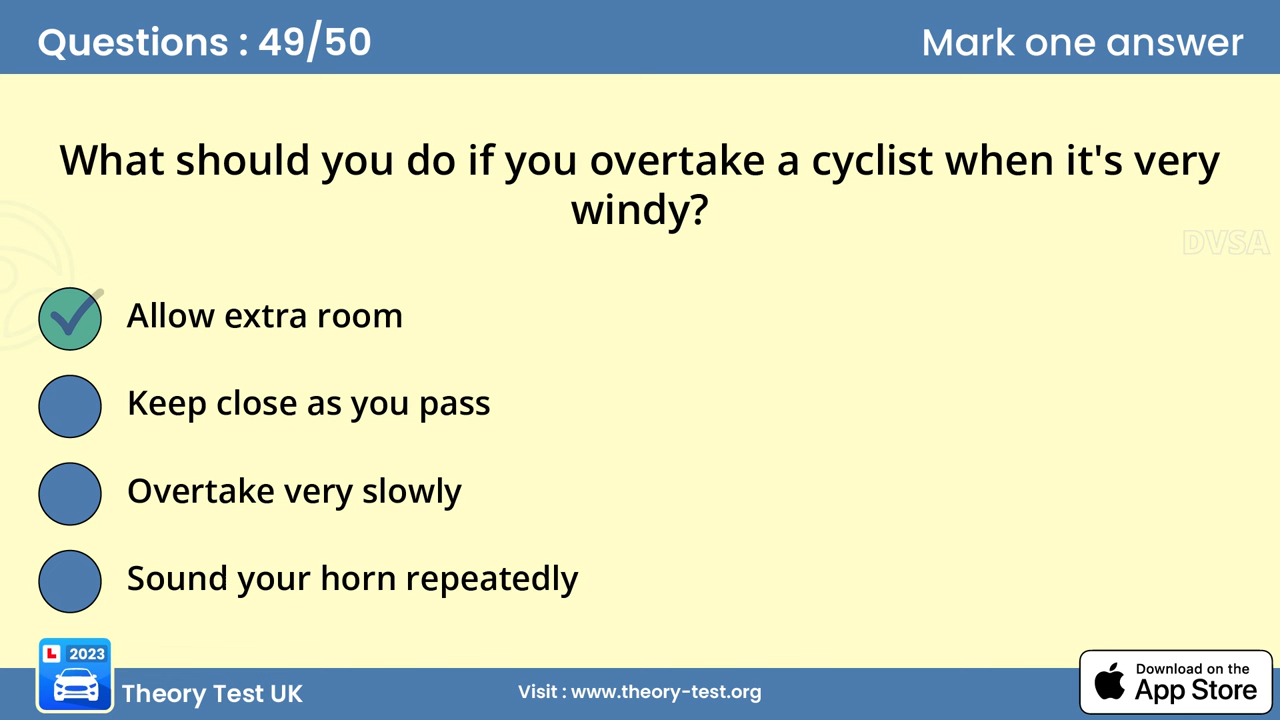 Questions : 49/50
Mark one answer
What should you do if you overtake a cyclist when it's very
windy?
DVSA
Allow extra room
Keep close as you pass
Overtake very slowly
Sound your horn repeatedly
L 2023
Theory Test UK
Visit : www.theory-test.org
Download on the
App Store